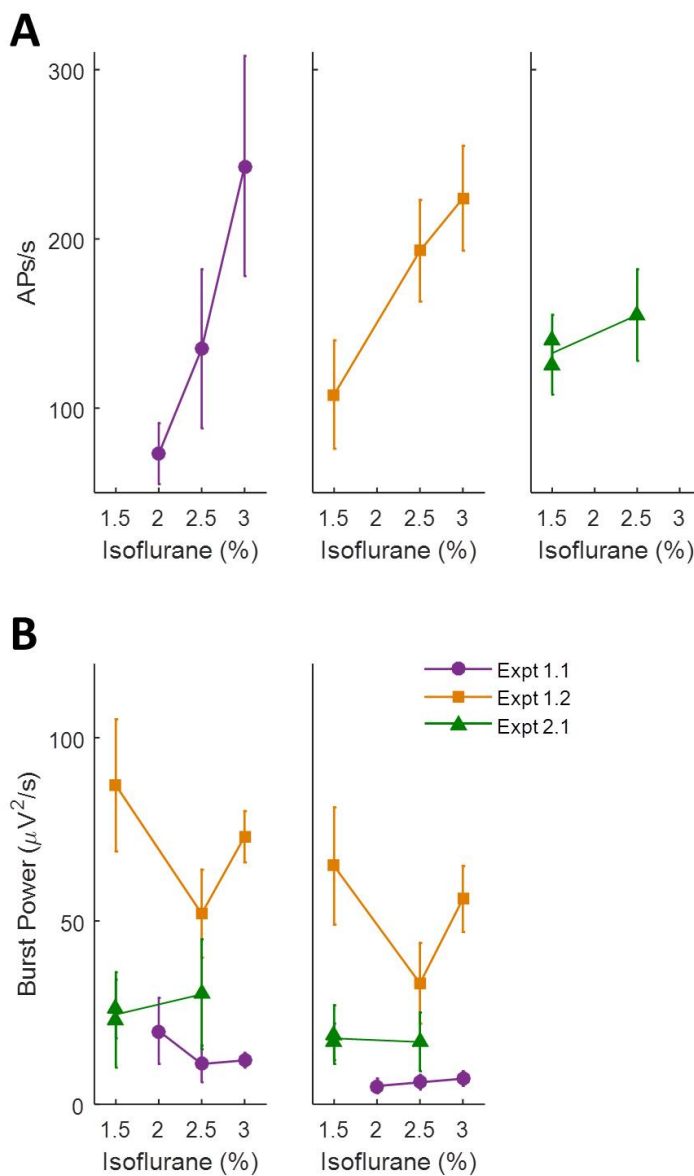 A
300
200
100
APs/s
1.5 2 2.5 3
Isoflurane (%)
1.5 2 2.5 3
Isoflurane (%)
1.5 2 2.5 3
Isoflurane (%)
B
100
50
0
Burst Power (μV²/s)
Expt 1.1
Expt 1.2
Expt 2.1
1.5 2 2.5 3
Isoflurane (%)
1.5 2 2.5 3
Isoflurane (%)